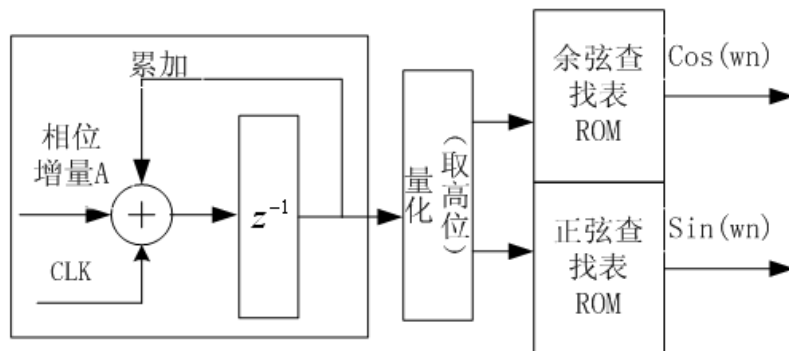 累加
相位
增量A
+
CLK
z⁻¹
量化
(取高位)
余弦查
找表
ROM
Cos(wn)
正弦查
找表
ROM
Sin(wn)